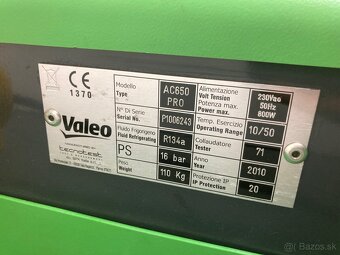 CE
1370
Valeo
tecnotest
Modello
Type
AC650
PRO
N° Di Serie
Serial No.
P1006243
Fluido Frigorigeno
Fluid Refrigerating
R134a
PS
16 bar
Peso
Weight
110 Kg
Alimentazione
Volt Tension
Potenza max.
Power max.
230Vac
50Hz
800W
Temp. Esercizio
Operating Range
10/50
Collaudatore
Tester
71
Anno
Year
2010
Protezione IP
IP Protection
20
bazar.sk